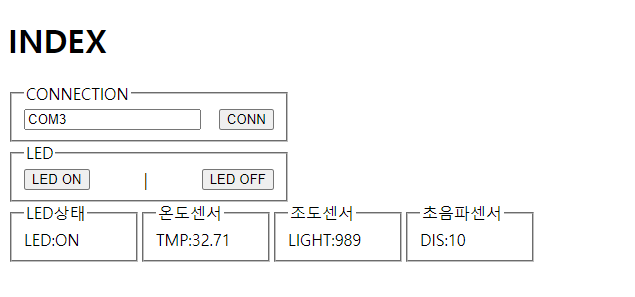 INDEX
CONNECTION
COM3 CONN
LED
LED ON | LED OFF
LED상태 온도센서 조도센서 초음파센서
LED:ON TMP:32.71 LIGHT:989 DIS:10